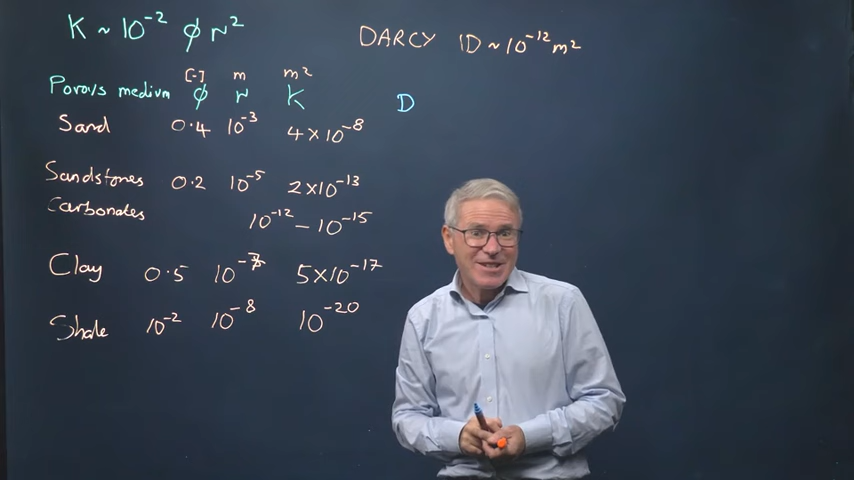 K ~ 10⁻² φ r²
DARCY 1D ~ 10⁻¹² m²
[-] m m²
Porous medium φ r K D
Sand 0.4 10⁻³ 4×10⁻⁸
Sandstones 0.2 10⁻⁵ 2×10⁻¹³
Carbonates 10⁻¹² – 10⁻¹⁵
Clay 0.5 10⁻⁷ 5×10⁻¹⁷
Shale 10⁻² 10⁻⁸ 10⁻²⁰